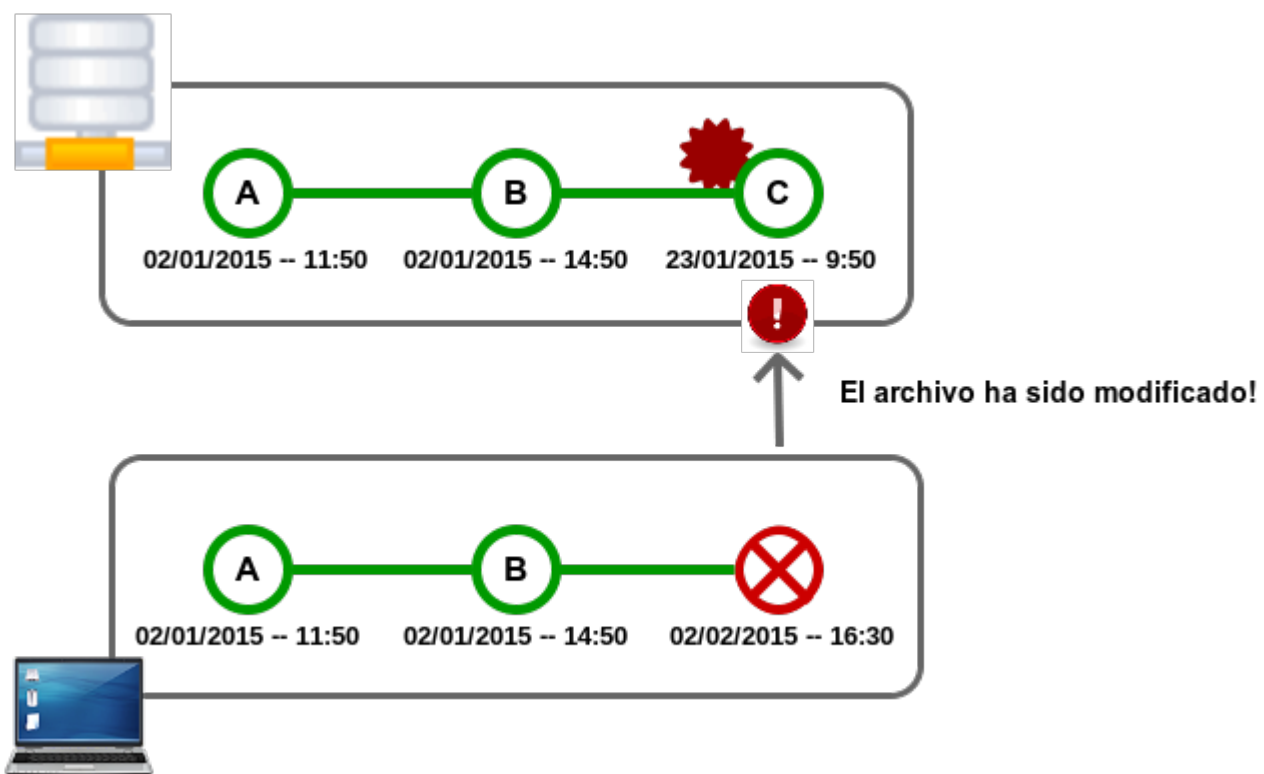 A
B
C
02/01/2015 -- 11:50
02/01/2015 -- 14:50
23/01/2015 -- 9:50
!
El archivo ha sido modificado!
A
B
02/01/2015 -- 11:50
02/01/2015 -- 14:50
02/02/2015 -- 16:30